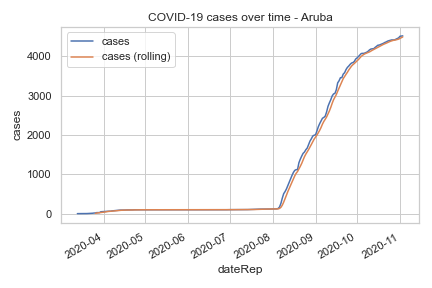 COVID-19 cases over time - Aruba
cases
cases (rolling)
4000
3000
2000
1000
0
cases
2020-04
2020-05
2020-06
2020-07
2020-08
2020-09
2020-10
2020-11
dateRep